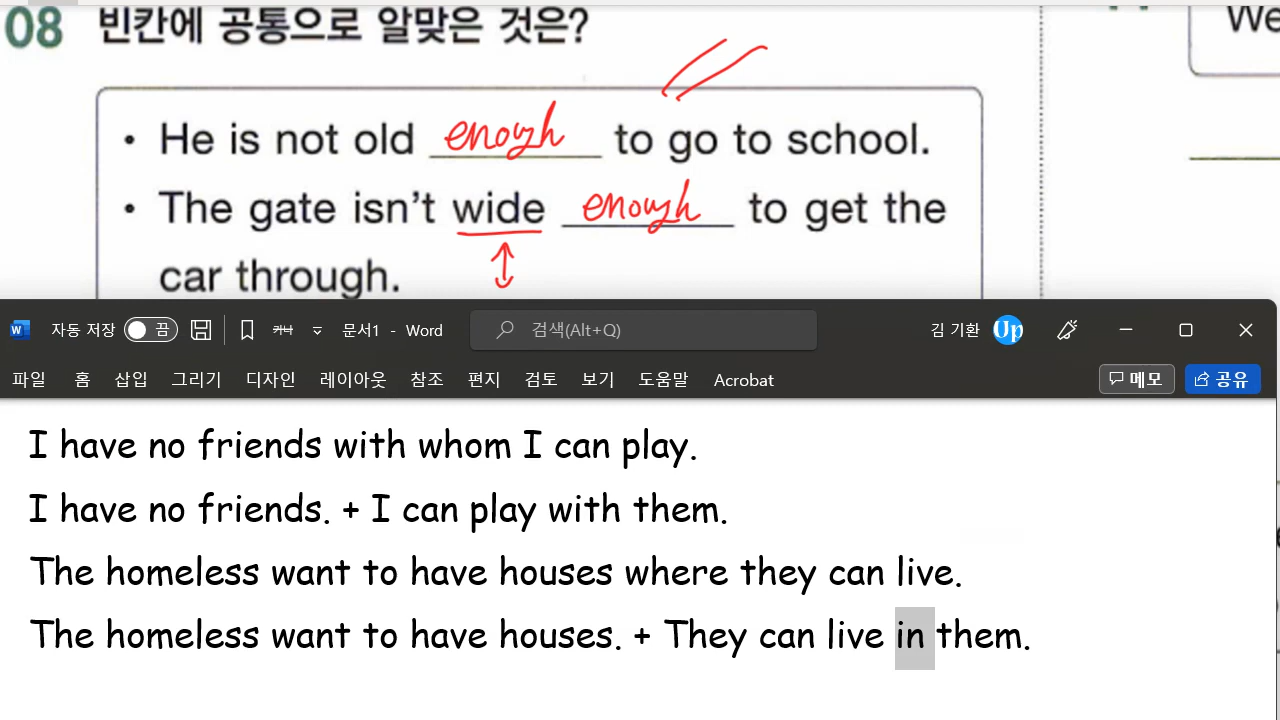 08 빈칸에 공통으로 알맞은 것은?
We
• He is not old enough to go to school.
• The gate isn't wide enough to get the
car through.
자동 저장 끔 가나 문서1 - Word 검색(Alt+Q) 김 기환 Up
파일 홈 삽입 그리기 디자인 레이아웃 참조 편지 검토 보기 도움말 Acrobat 메모 공유
I have no friends with whom I can play.
I have no friends. + I can play with them.
The homeless want to have houses where they can live.
The homeless want to have houses. + They can live in them.